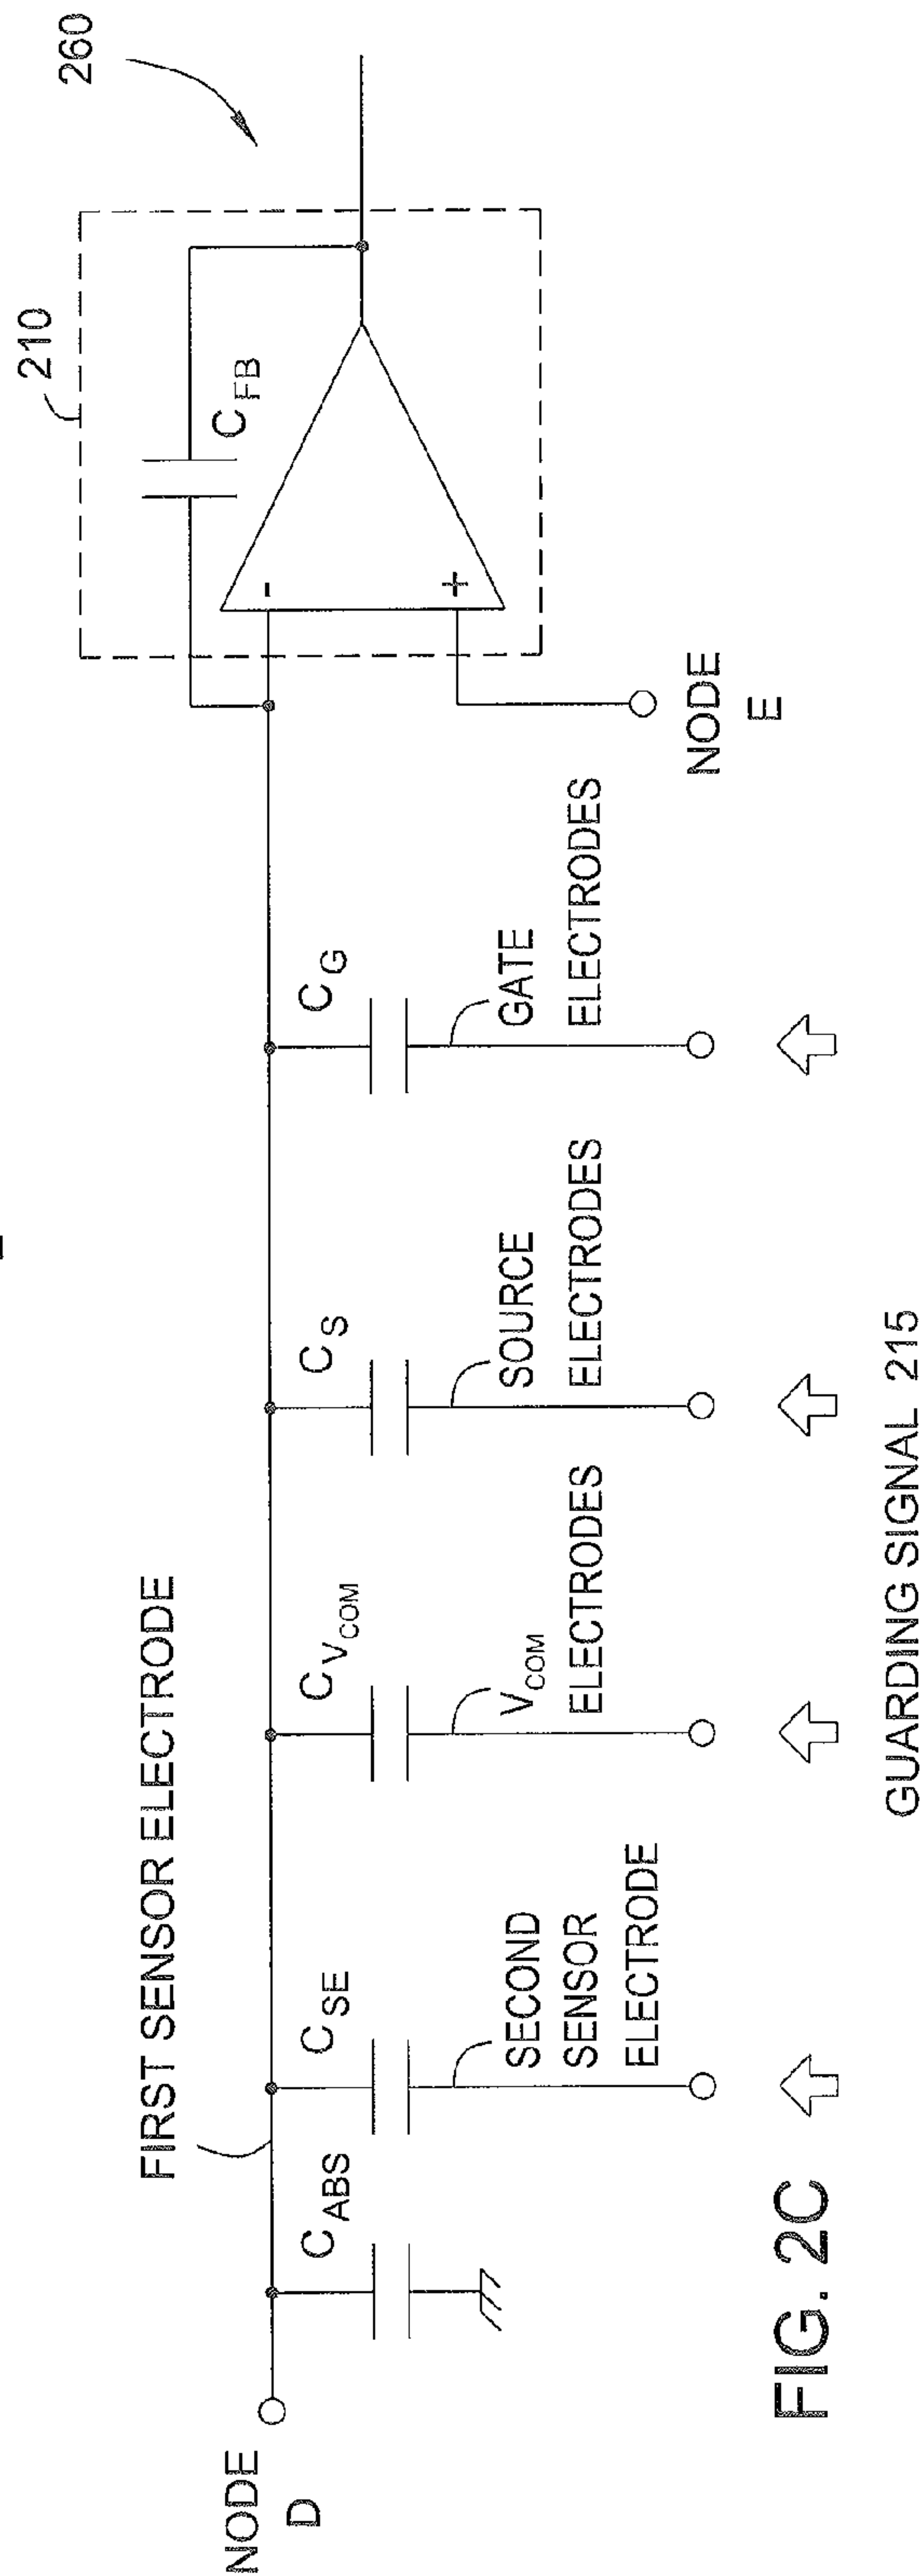 260
210
C_FB
-
+
NODE
E
FIRST SENSOR ELECTRODE
C_ABS
C_SE
C_V_COM
C_S
C_G
SECOND
SENSOR
ELECTRODE
V_COM
ELECTRODES
SOURCE
ELECTRODES
GATE
ELECTRODES
NODE
D
GUARDING SIGNAL 215
FIG. 2C